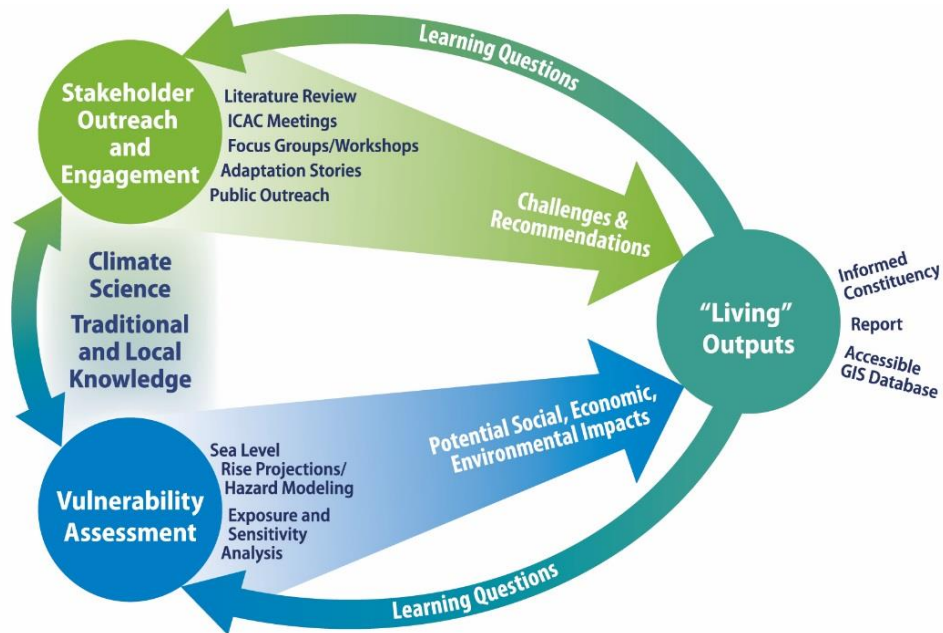 Learning Questions
Stakeholder
Outreach
and
Engagement
Literature Review
ICAC Meetings
Focus Groups/Workshops
Adaptation Stories
Public Outreach
Challenges &
Recommendations
Climate
Science
Traditional
and Local
Knowledge
"Living"
Outputs
Informed
Constituency
Report
Accessible
GIS Database
Vulnerability
Assessment
Sea Level
Rise Projections/
Hazard Modeling
Exposure and
Sensitivity
Analysis
Potential Social, Economic,
Environmental Impacts
Learning Questions